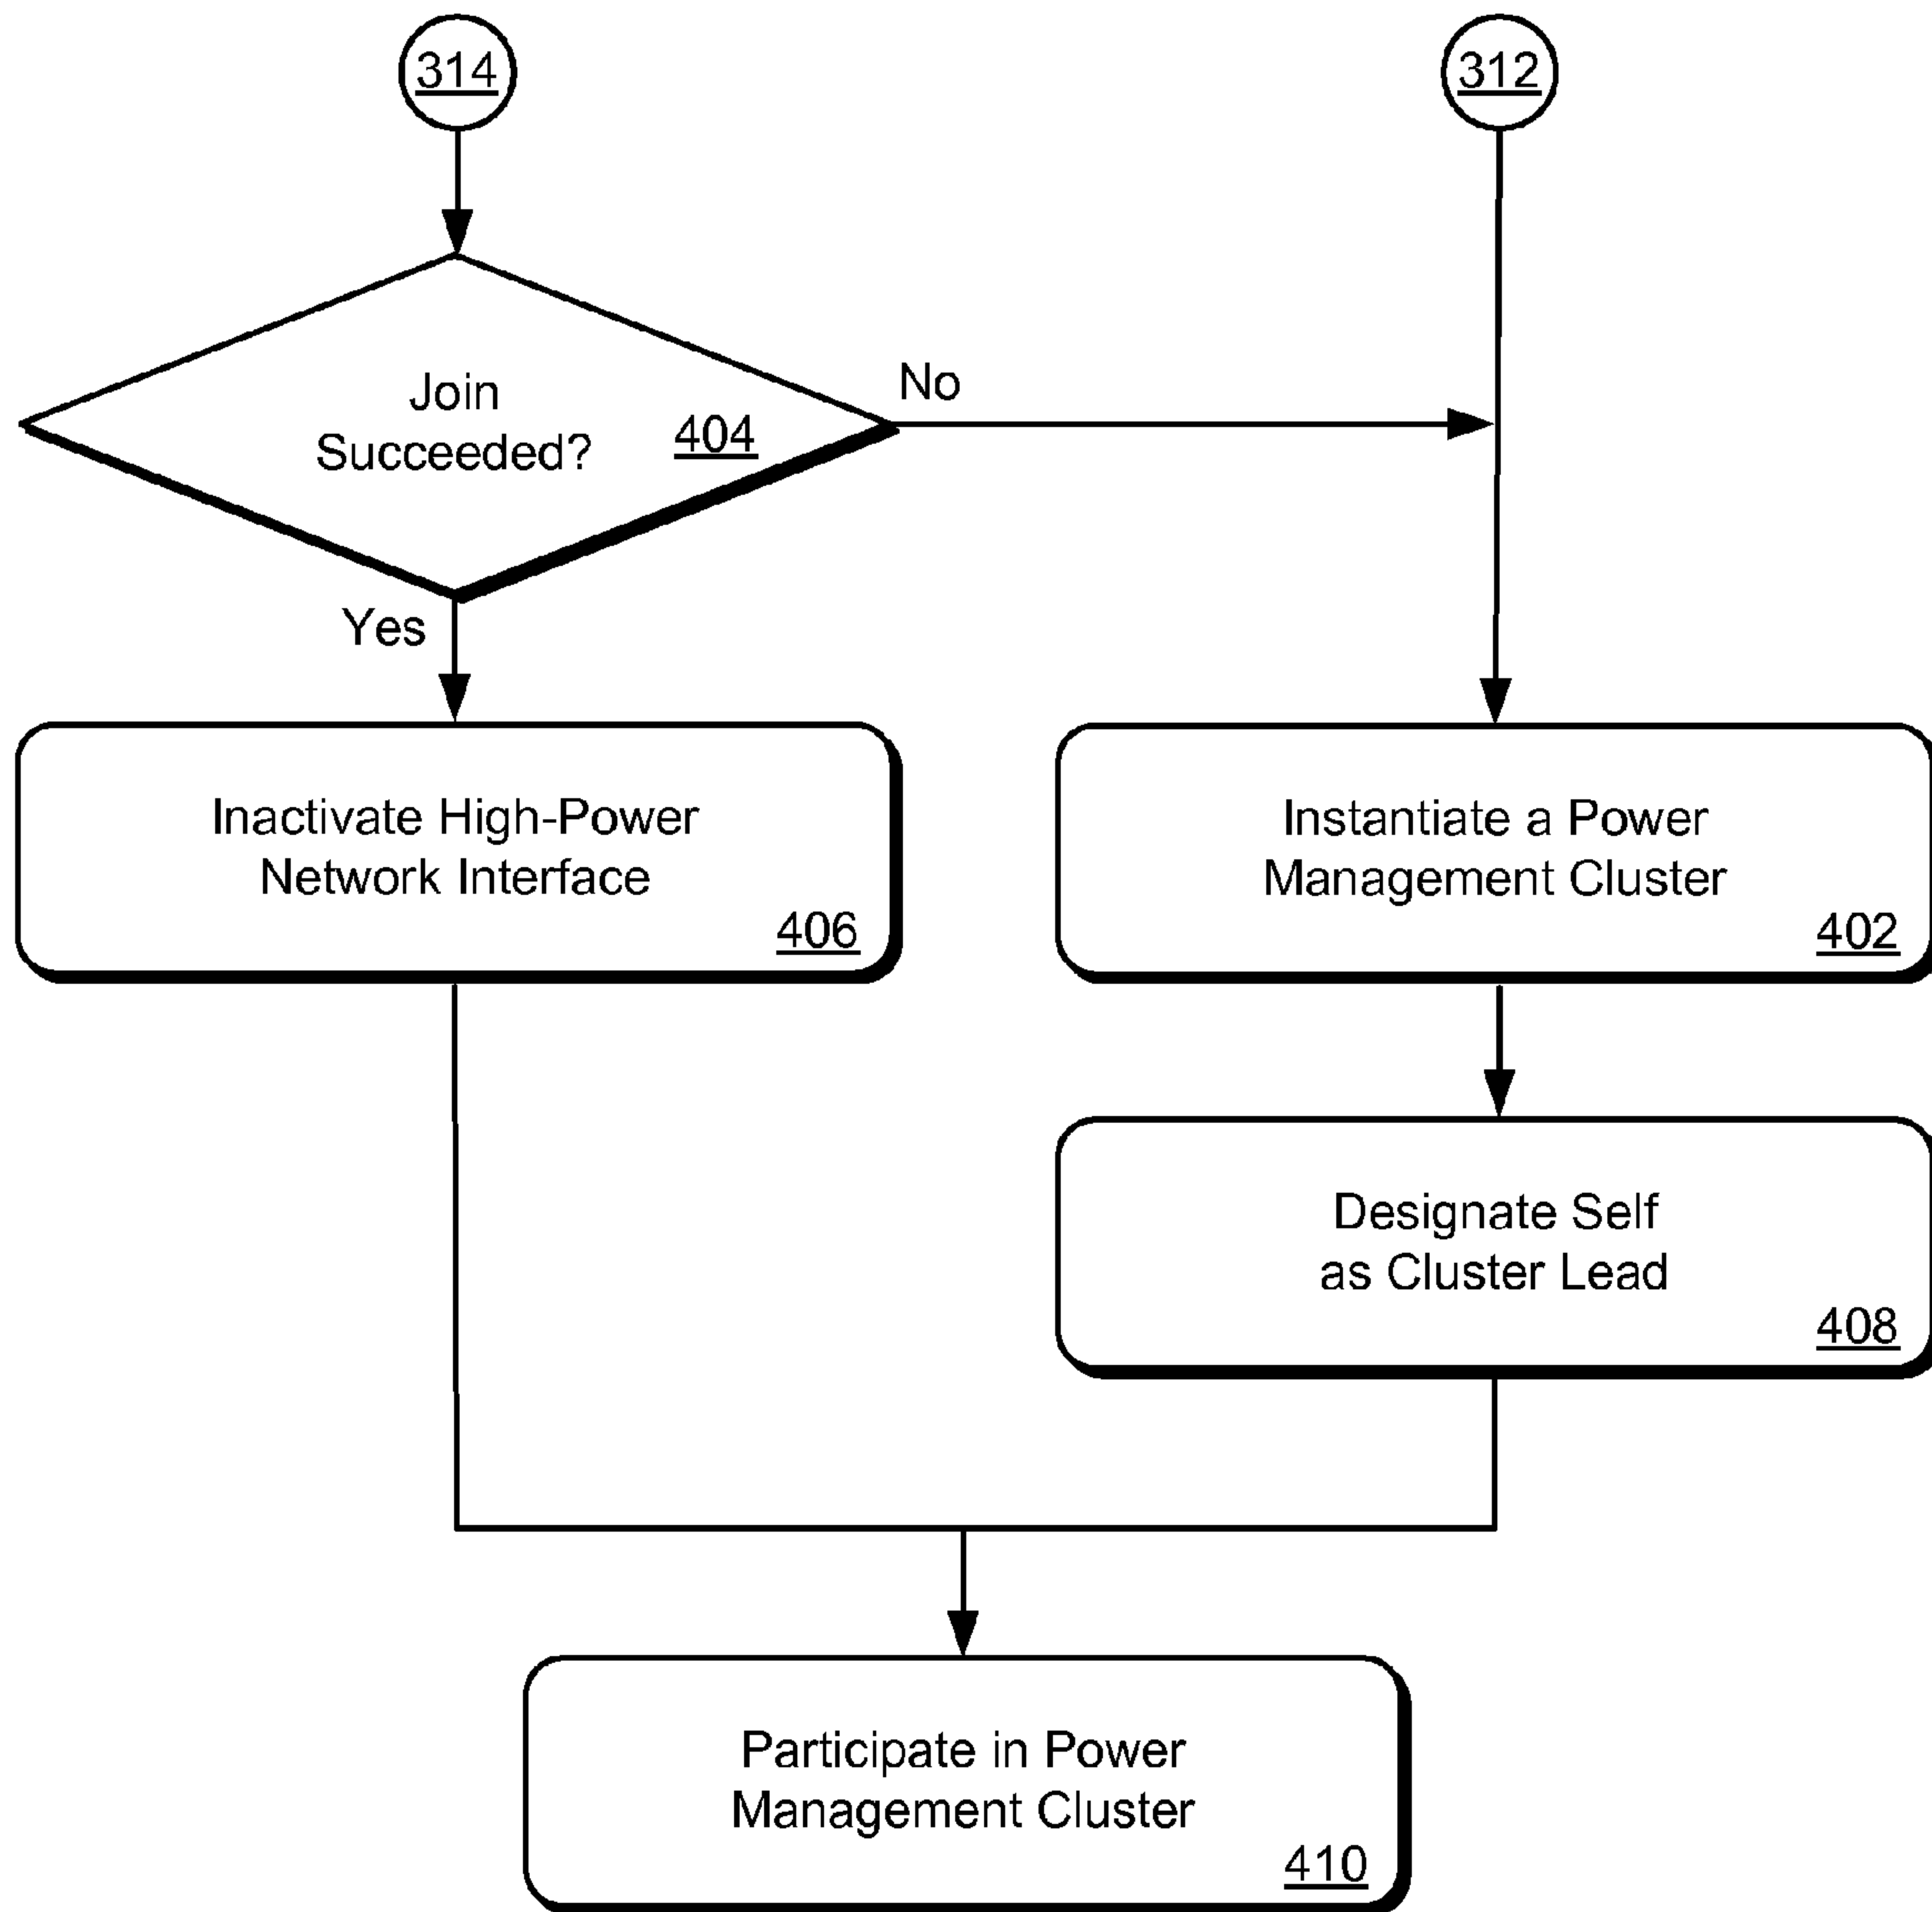 314
312
Join
Succeeded?
404
No
Yes
Inactivate High-Power
Network Interface
406
Instantiate a Power
Management Cluster
402
Designate Self
as Cluster Lead
408
Participate in Power
Management Cluster
410